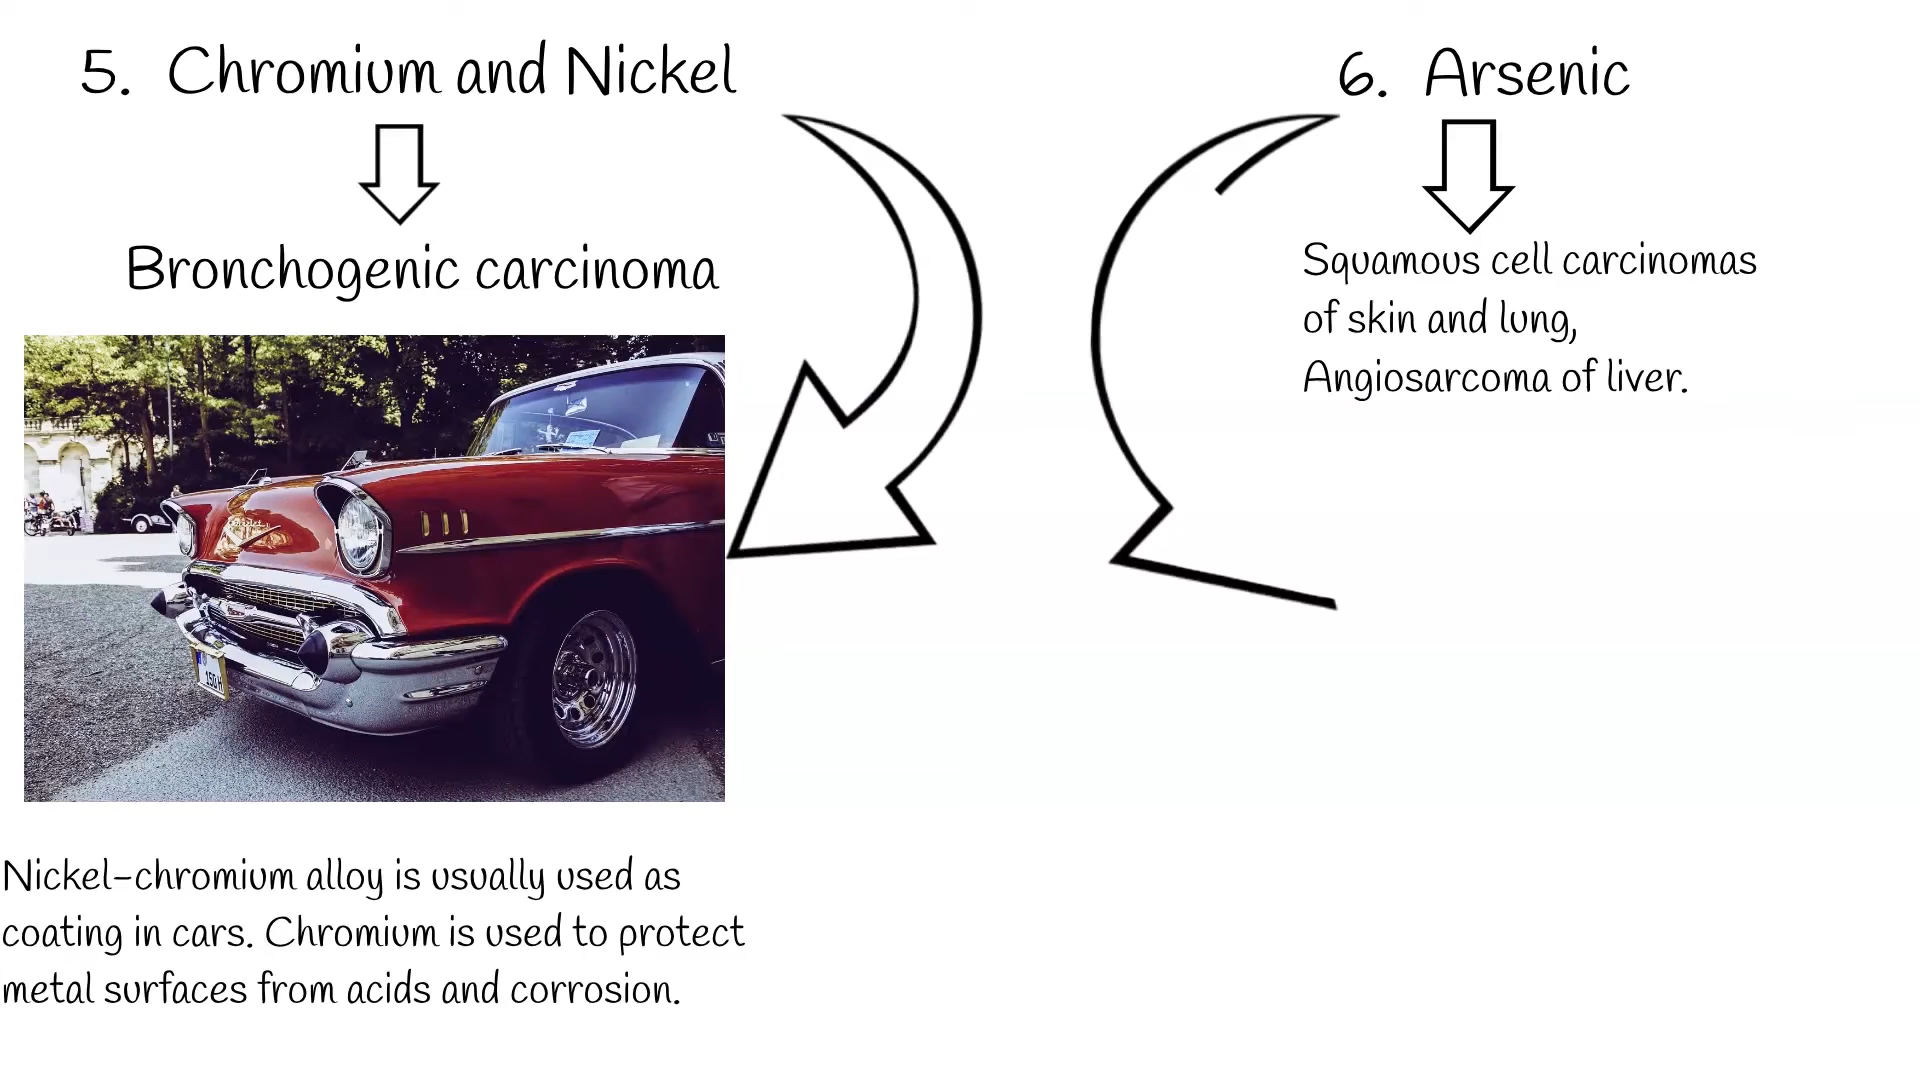 5. Chromium and Nickel
Bronchogenic carcinoma
Nickel-chromium alloy is usually used as
coating in cars. Chromium is used to protect
metal surfaces from acids and corrosion.
6. Arsenic
Squamous cell carcinomas
of skin and lung,
Angiosarcoma of liver.